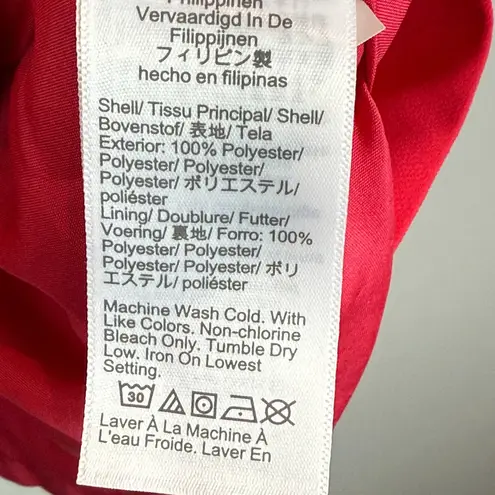 Philippinen
Vervaardigd In De
Filippijnen
フィリピン製
hecho en filipinas
Shell/ Tissu Principal/ Shell/
Bovenstof/ 表地/ Tela
Exterior: 100% Polyester/
Polyester/ Polyester/
Polyester/ ポリエステル/
poliéster
Lining/ Doublure/ Futter/
Voering/ 裏地/ Forro: 100%
Polyester/ Polyester/
Polyester/ Polyester/ ポリ
エステル/ poliéster
Machine Wash Cold. With
Like Colors. Non-chlorine
Bleach Only. Tumble Dry
Low. Iron On Lowest
Setting.
30
Laver À La Machine À
L'eau Froide. Laver En